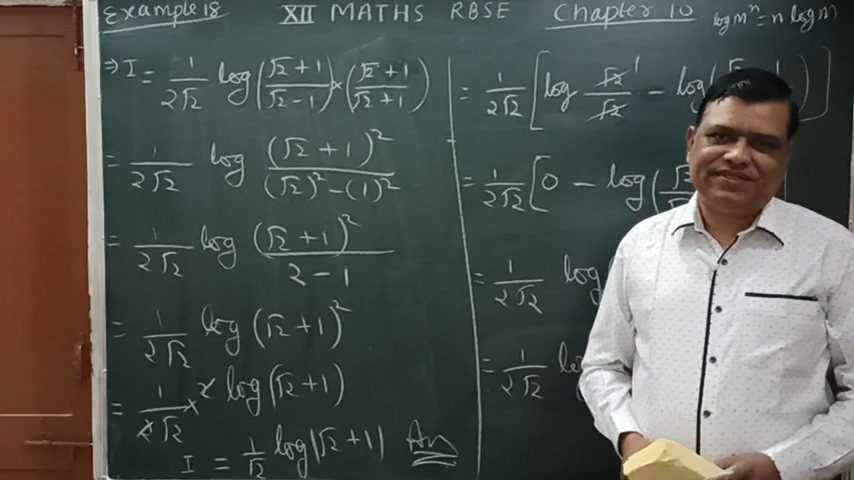 Example 18 XII MATHS RBSE Chapter 10 log mⁿ = n log m
⇒ I = 1/2√2 log((√2 + 1)/(√2 - 1)) × ((√2 + 1)/(√2 + 1))
= 1/2√2 log (√2 + 1)²/((√2)² - (1)²)
= 1/2√2 log (√2 + 1)²/(2 - 1)
= 1/2√2 log (√2 + 1)²
= 1/2√2 × 2 log (√2 + 1)
I = 1/√2 log |√2 + 1| Ans
= 1/2√2 [log √2/√2 1 - log(
= 1/2√2 [0 - log (
= 1/2√2 log
= 1/2√2 log